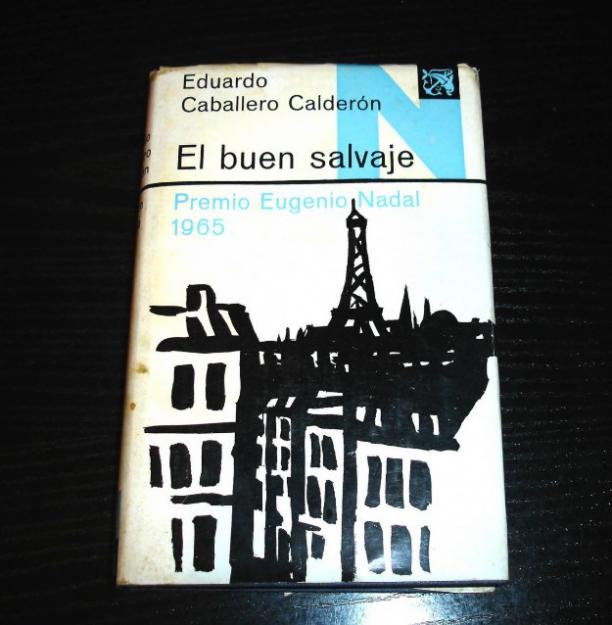 Eduardo
Caballero Calderón
N
El buen salvaje
Premio Eugenio Nadal
1965